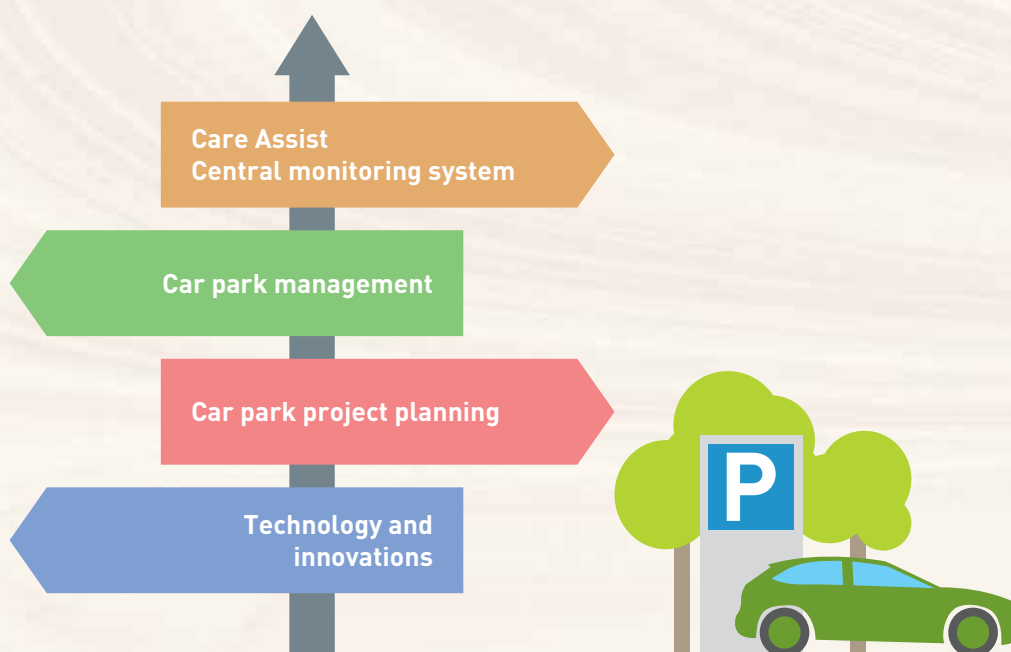 Care Assist
Central monitoring system
Car park management
Car park project planning
P
Technology and
innovations